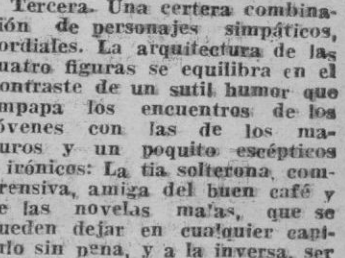 Tercera. Una certera combina-
ión de personajes simpáticos,
ordiales. La arquitectura de las
uatro figuras se equilibra en el
ontraste de un sutil humor que
mpapa los encuentros de los
óvenes con las de los ma-
uros y un poquito escépticos
irónicos: La tia solterona, com-
rensiva, amiga del buen café y
e las novelas malas, que se
ueden dejar en cualquier capí-
ulo sin pena, y a la inversa, ser